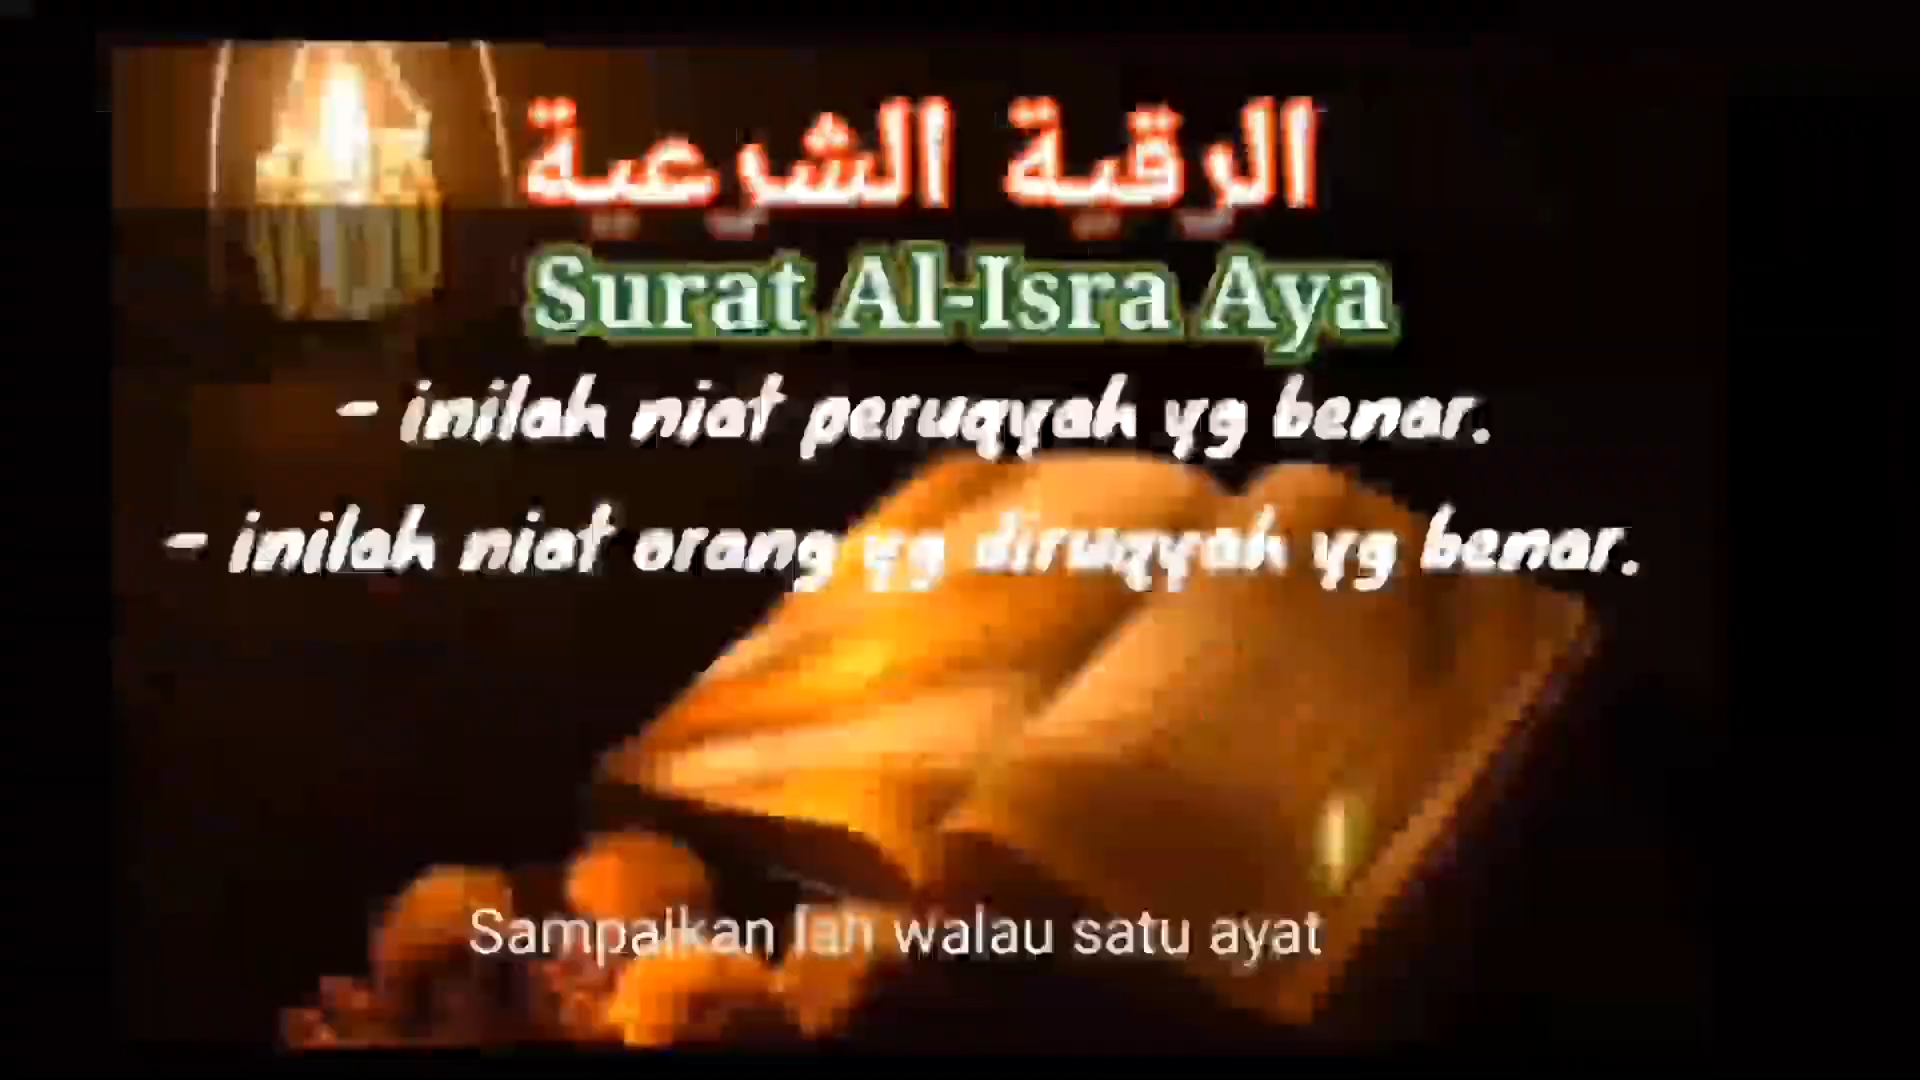 الرقية الشرعية
Surat Al-Isra Aya
- inilah niat peruqyah yg benar.
- inilah niat orang yg diruqyah yg benar.
Sampaikan lah walau satu ayat